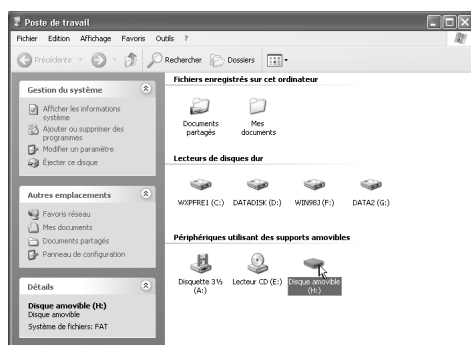 Poste de travail
Fichier Edition Affichage Favoris Outils ?
Précédente Rechercher Dossiers
Gestion du système
Afficher les informations
système
Ajouter ou supprimer des
programmes
Modifier un paramètre
Éjecter ce disque
Autres emplacements
Favoris réseau
Mes documents
Documents partagés
Panneau de configuration
Détails
Disque amovible (H:)
Disque amovible
Système de fichiers: FAT
Fichiers enregistrés sur cet ordinateur
Documents
partagés
Mes
documents
Lecteurs de disques dur
WXPFRE1 (C:) DATADISK (D:) WIN98J (F:) DATA2 (G:)
Périphériques utilisant des supports amovibles
Disquette 3½
(A:)
Lecteur CD (E:)
Disque amovible
(H:)